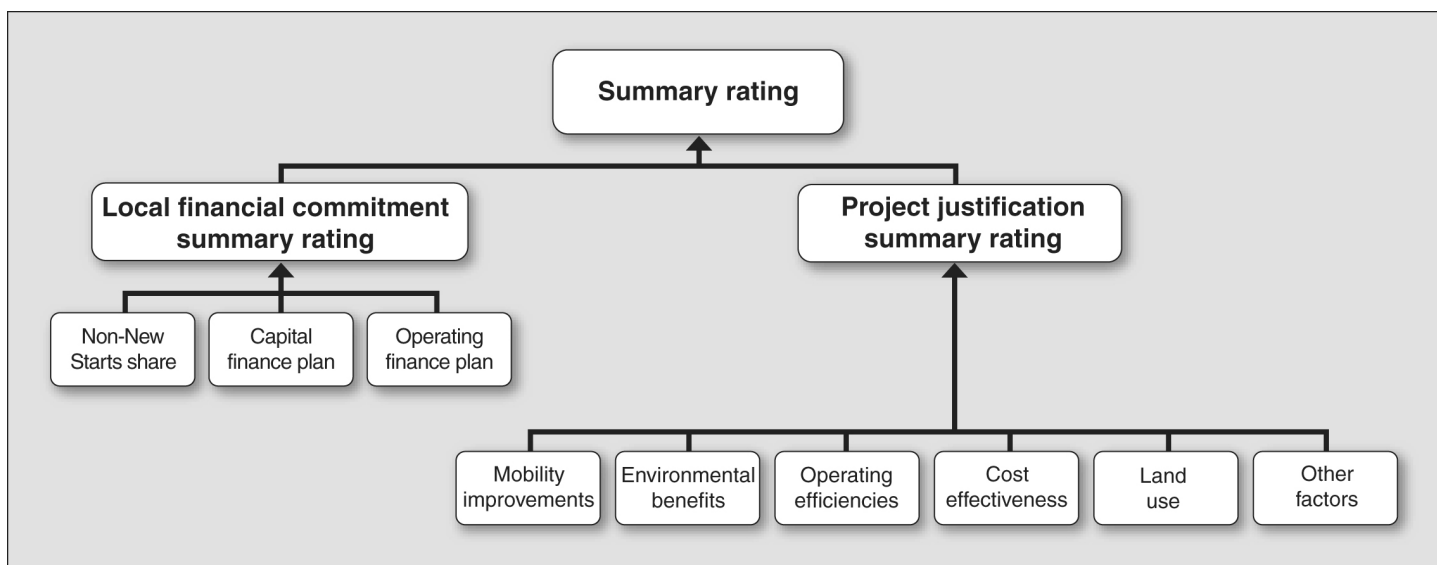 Summary rating
Local financial commitment
summary rating
Project justification
summary rating
Non-New
Starts share
Capital
finance plan
Operating
finance plan
Mobility
improvements
Environmental
benefits
Operating
efficiencies
Cost
effectiveness
Land
use
Other
factors